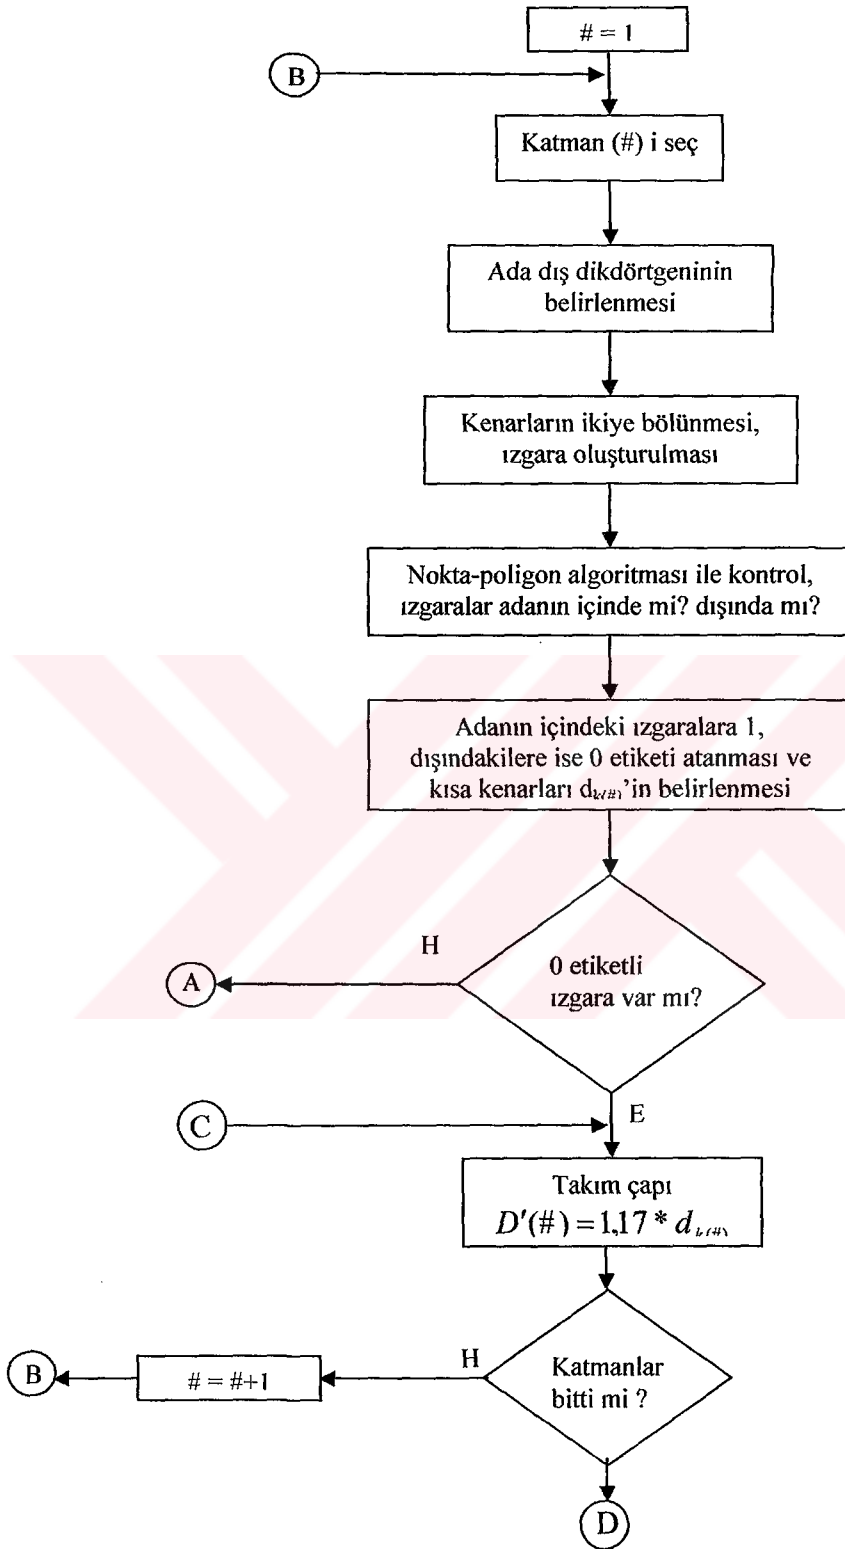 # = 1
B
Katman (#) i seç
Ada dış dikdörtgeninin
belirlenmesi
Kenarların ikiye bölünmesi,
ızgara oluşturulması
Nokta-poligon algoritması ile kontrol,
ızgaralar adanın içinde mi? dışında mı?
Adanın içindeki ızgaralara 1,
dışındakilere ise 0 etiketi atanması ve
kısa kenarları dk(#)'in belirlenmesi
H
0 etiketli
ızgara var mı?
A
C
E
Takım çapı
D′(#) = 1,17 * dk(#)
H
Katmanlar
bitti mi ?
# = #+1
B
D